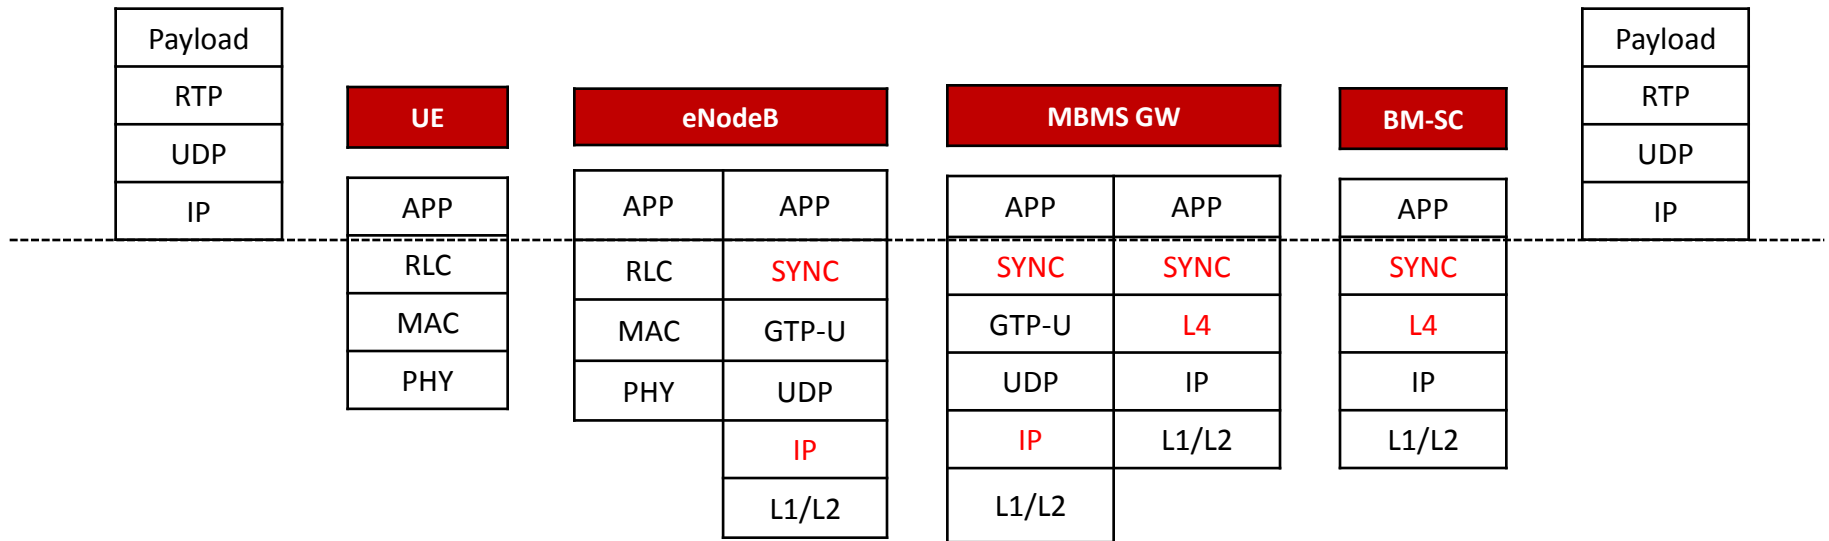 Payload
RTP
UDP
IP
UE
APP
RLC
MAC
PHY
eNodeB
APP APP
RLC SYNC
MAC GTP-U
PHY UDP
IP
L1/L2
MBMS GW
APP APP
SYNC SYNC
GTP-U L4
UDP IP
IP L1/L2
L1/L2
BM-SC
APP
SYNC
L4
IP
L1/L2
Payload
RTP
UDP
IP